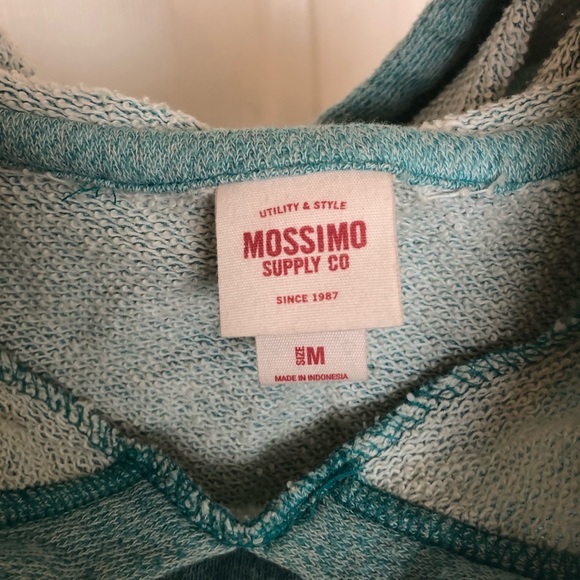 UTILITY & STYLE
MOSSIMO
SUPPLY CO
SINCE 1987
SIZE M
MADE IN INDONESIA